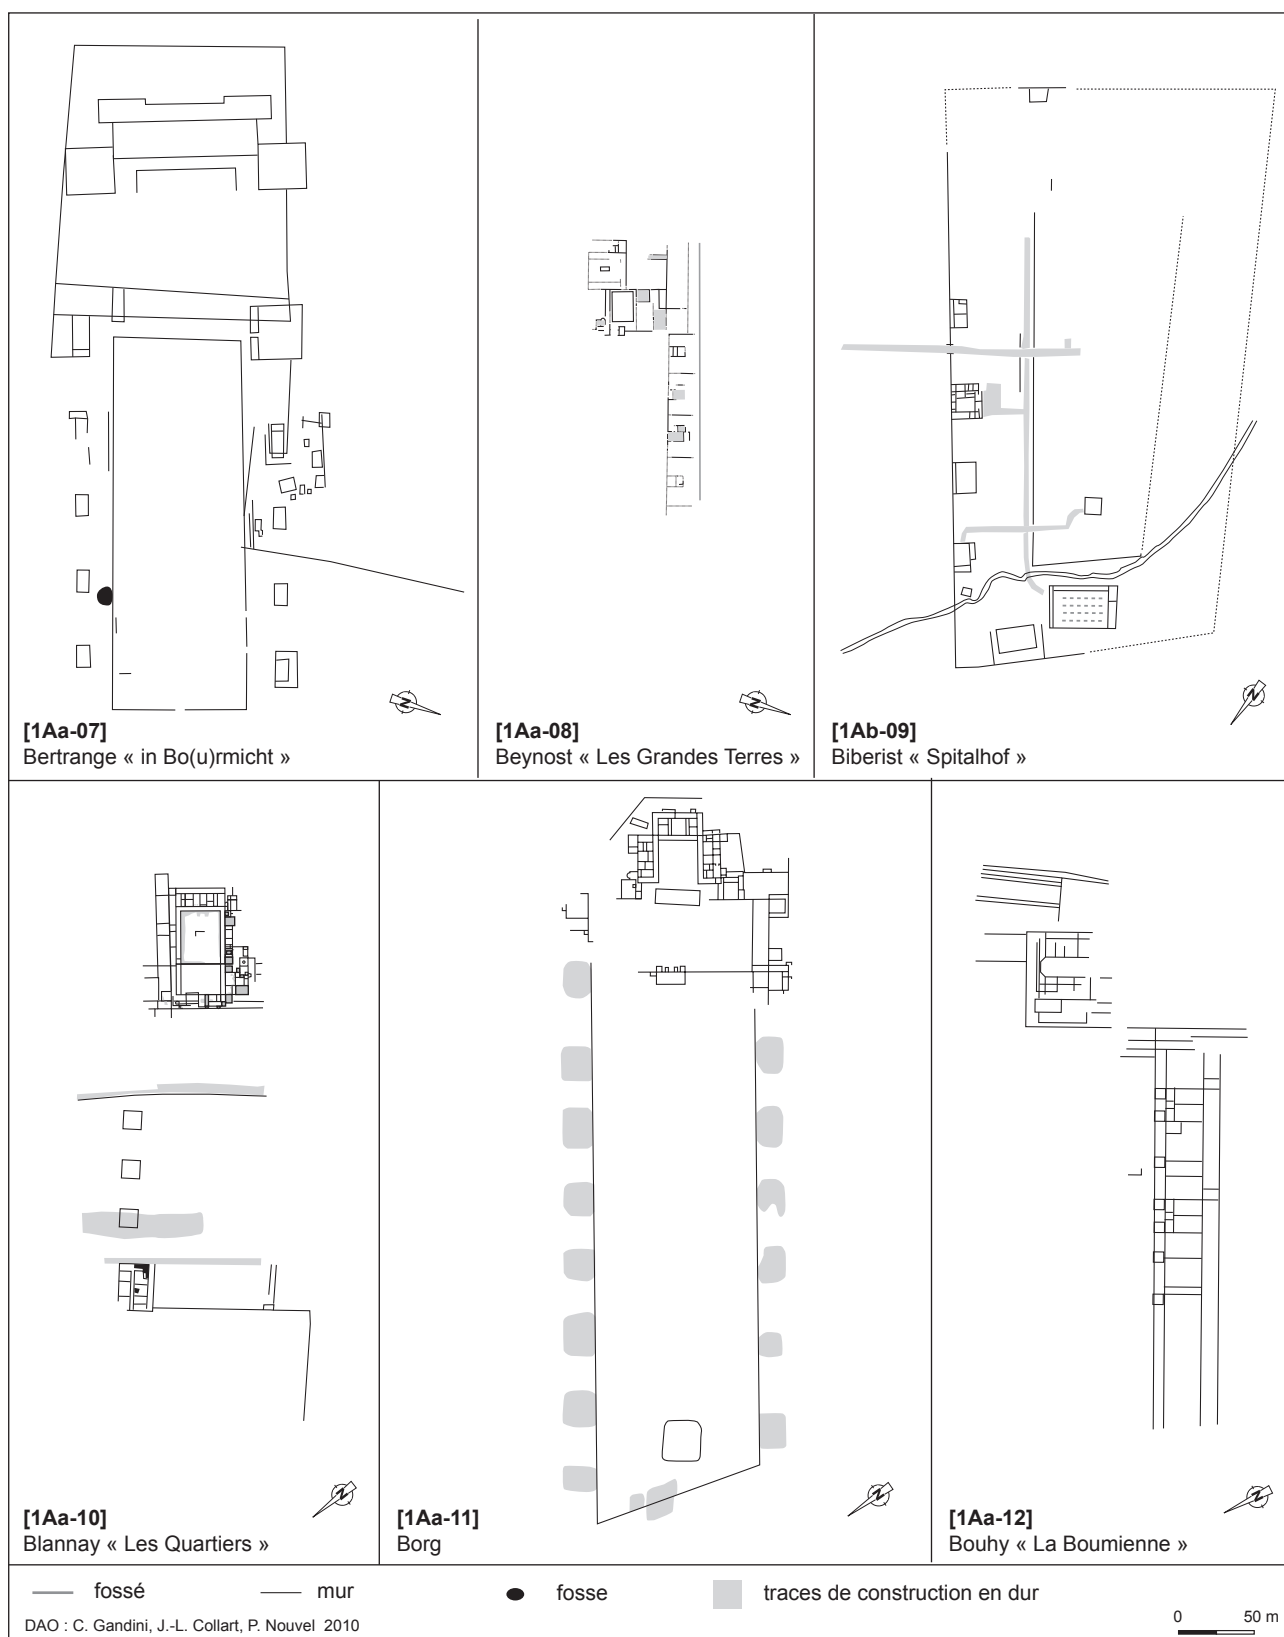 [1Aa-07]
Bertrange « in Bo(u)rmicht »
[1Aa-08]
Beynost « Les Grandes Terres »
[1Ab-09]
Biberist « Spitalhof »
[1Aa-10]
Blannay « Les Quartiers »
[1Aa-11]
Borg
[1Aa-12]
Bouhy « La Boumienne »
N
N
N
N
N
N
fossé
mur
fosse
traces de construction en dur
DAO : C. Gandini, J.-L. Collart, P. Nouvel 2010
0 50 m